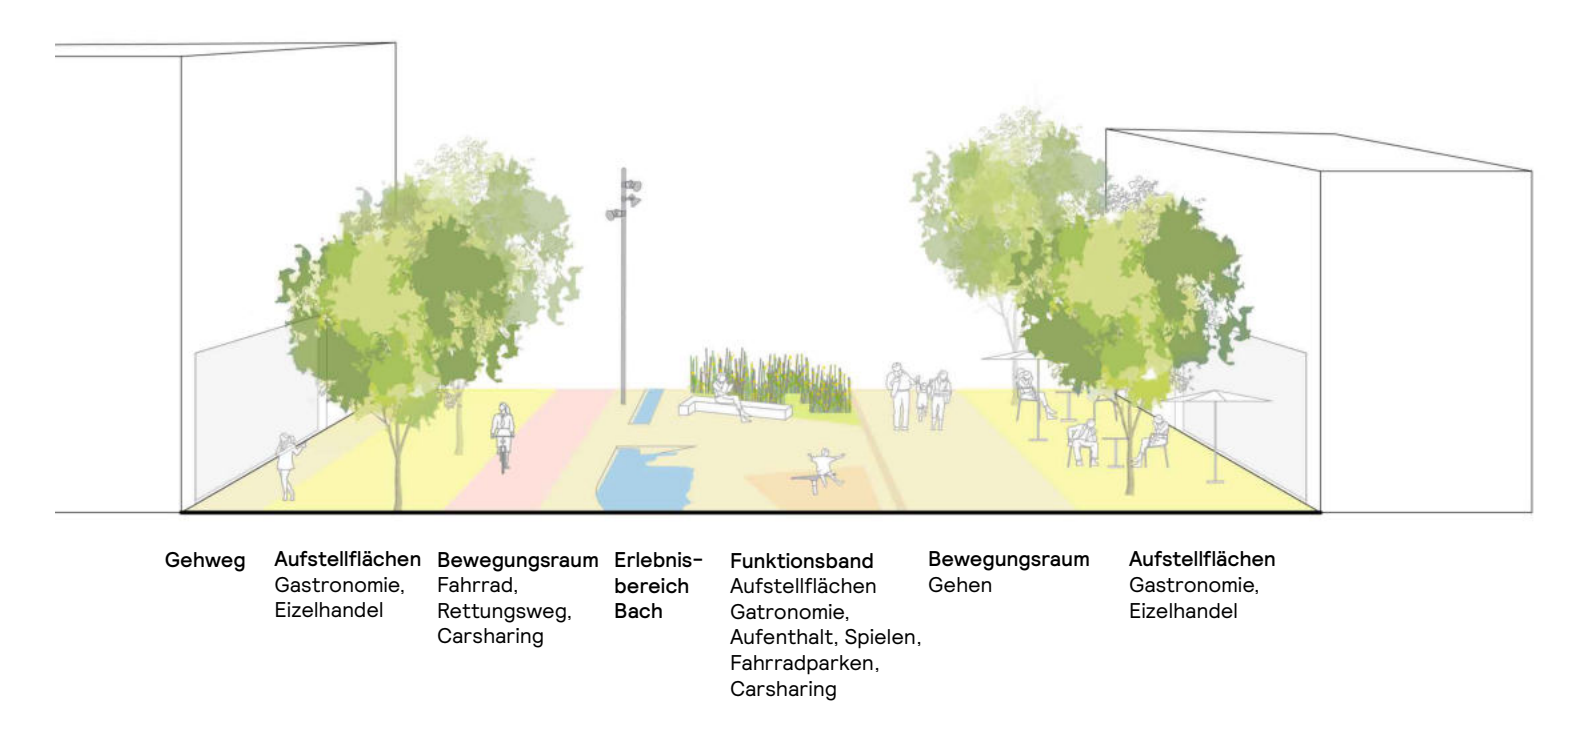 Gehweg
Aufstellflächen
Gastronomie,
Eizelhandel
Bewegungsraum
Fahrrad,
Rettungsweg,
Carsharing
Erlebnis-
bereich
Bach
Funktionsband
Aufstellflächen
Gatronomie,
Aufenthalt, Spielen,
Fahrradparken,
Carsharing
Bewegungsraum
Gehen
Aufstellflächen
Gastronomie,
Eizelhandel